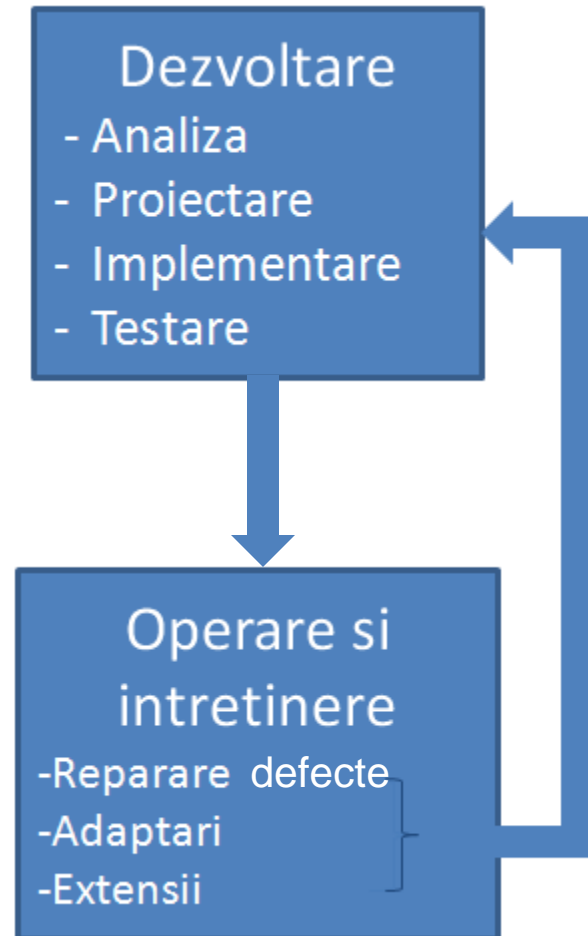 Dezvoltare
- Analiza
- Proiectare
- Implementare
- Testare
Operare si
intretinere
-Reparare defecte
-Adaptari
-Extensii